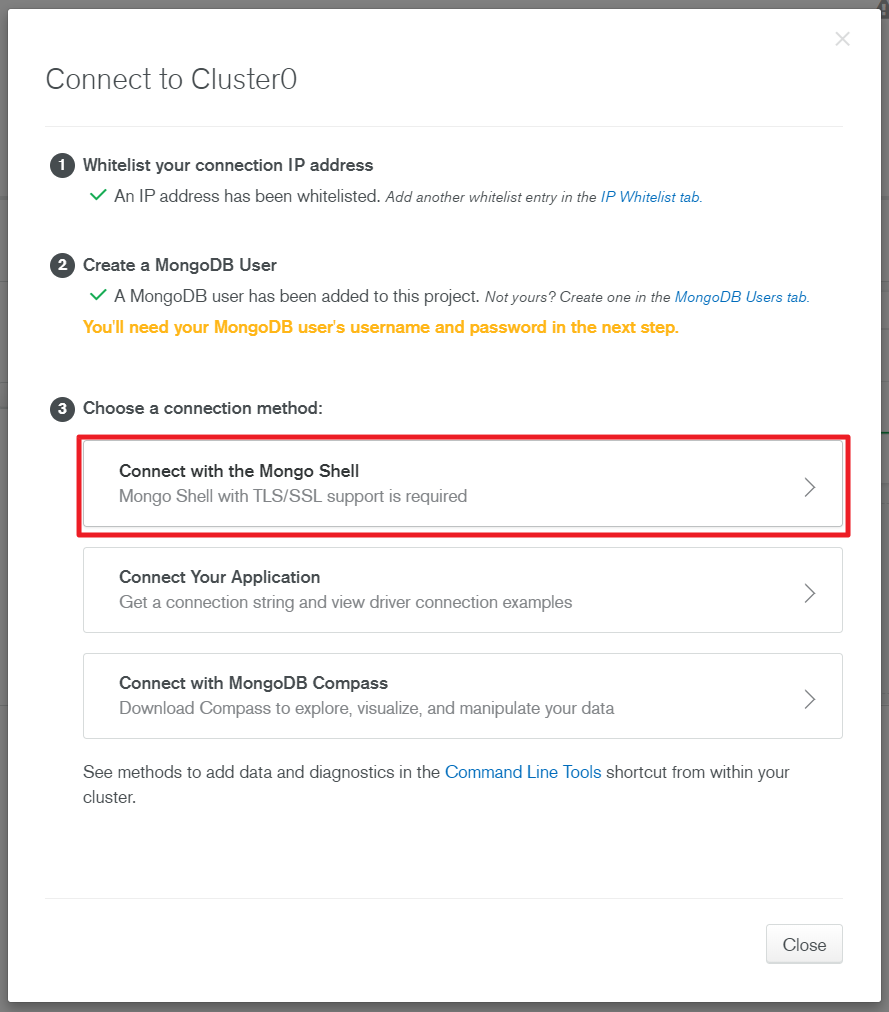 Connect to Cluster0
1 Whitelist your connection IP address
An IP address has been whitelisted. Add another whitelist entry in the IP Whitelist tab.
2 Create a MongoDB User
A MongoDB user has been added to this project. Not yours? Create one in the MongoDB Users tab.
You'll need your MongoDB user's username and password in the next step.
3 Choose a connection method:
Connect with the Mongo Shell
Mongo Shell with TLS/SSL support is required
Connect Your Application
Get a connection string and view driver connection examples
Connect with MongoDB Compass
Download Compass to explore, visualize, and manipulate your data
See methods to add data and diagnostics in the Command Line Tools shortcut from within your
cluster.
Close